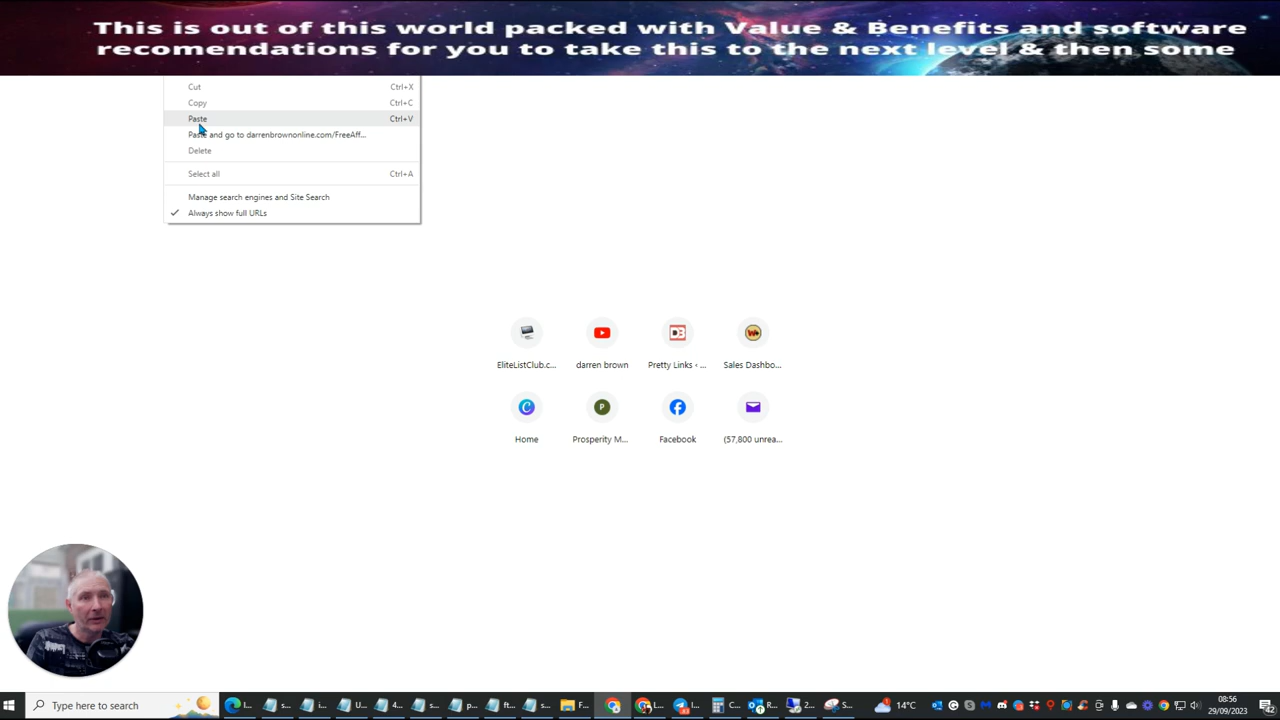 This is out of this world packed with Value & Benefits and software
recomendations for you to take this to the next level & then some
Cut Ctrl+X
Copy Ctrl+C
Paste Ctrl+V
Paste and go to darrenbrownonline.com/FreeAff...
Delete
Select all Ctrl+A
Manage search engines and Site Search
Always show full URLs
EliteListClub.c... darren brown Pretty Links ‹ ... Sales Dashbo...
Home Prosperity M... Facebook (57,800 unrea...
Type here to search I... s... i... U... 4... s... p... ft... s... F... L... I... C... R... 2... S... 14°C
08:56
29/09/2023